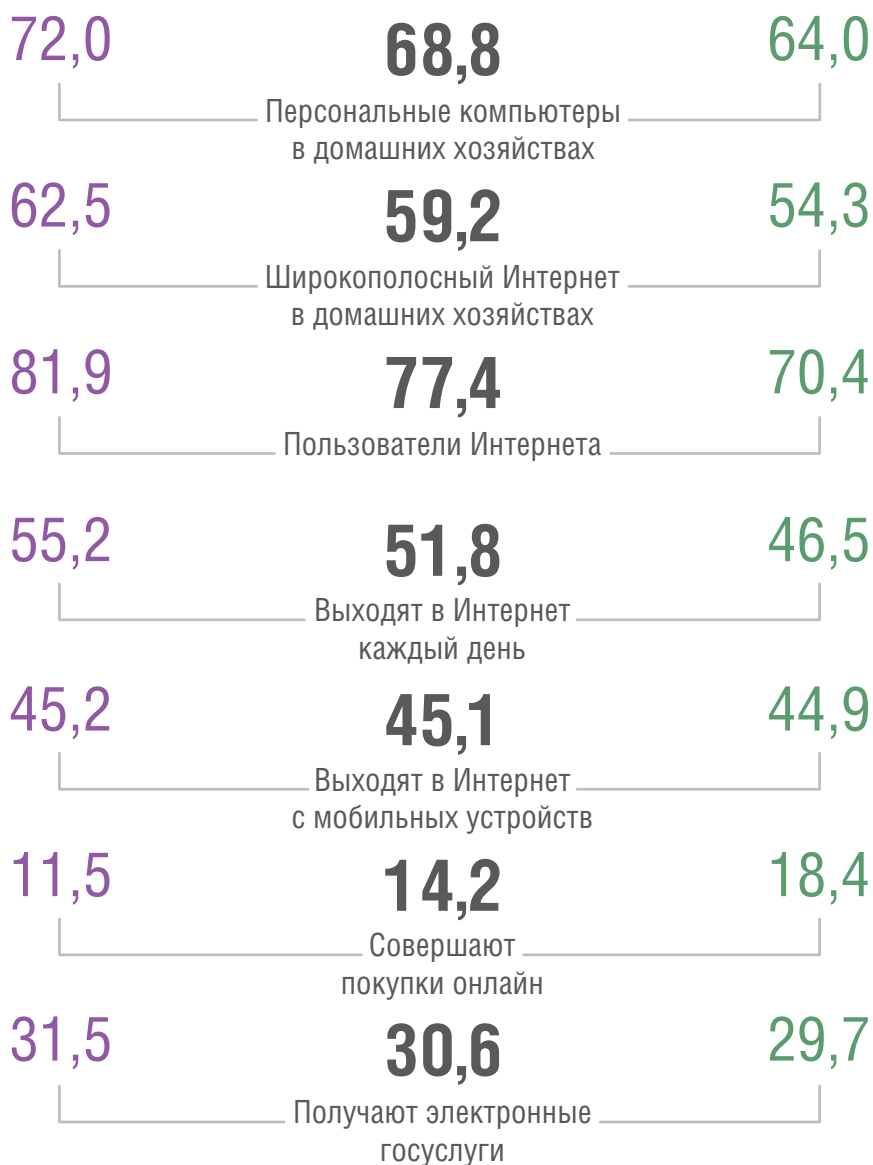 72,0 68,8 64,0
Персональные компьютеры
в домашних хозяйствах
62,5 59,2 54,3
Широкополосный Интернет
в домашних хозяйствах
81,9 77,4 70,4
Пользователи Интернета
55,2 51,8 46,5
Выходят в Интернет
каждый день
45,2 45,1 44,9
Выходят в Интернет
с мобильных устройств
11,5 14,2 18,4
Совершают
покупки онлайн
31,5 30,6 29,7
Получают электронные
госуслуги